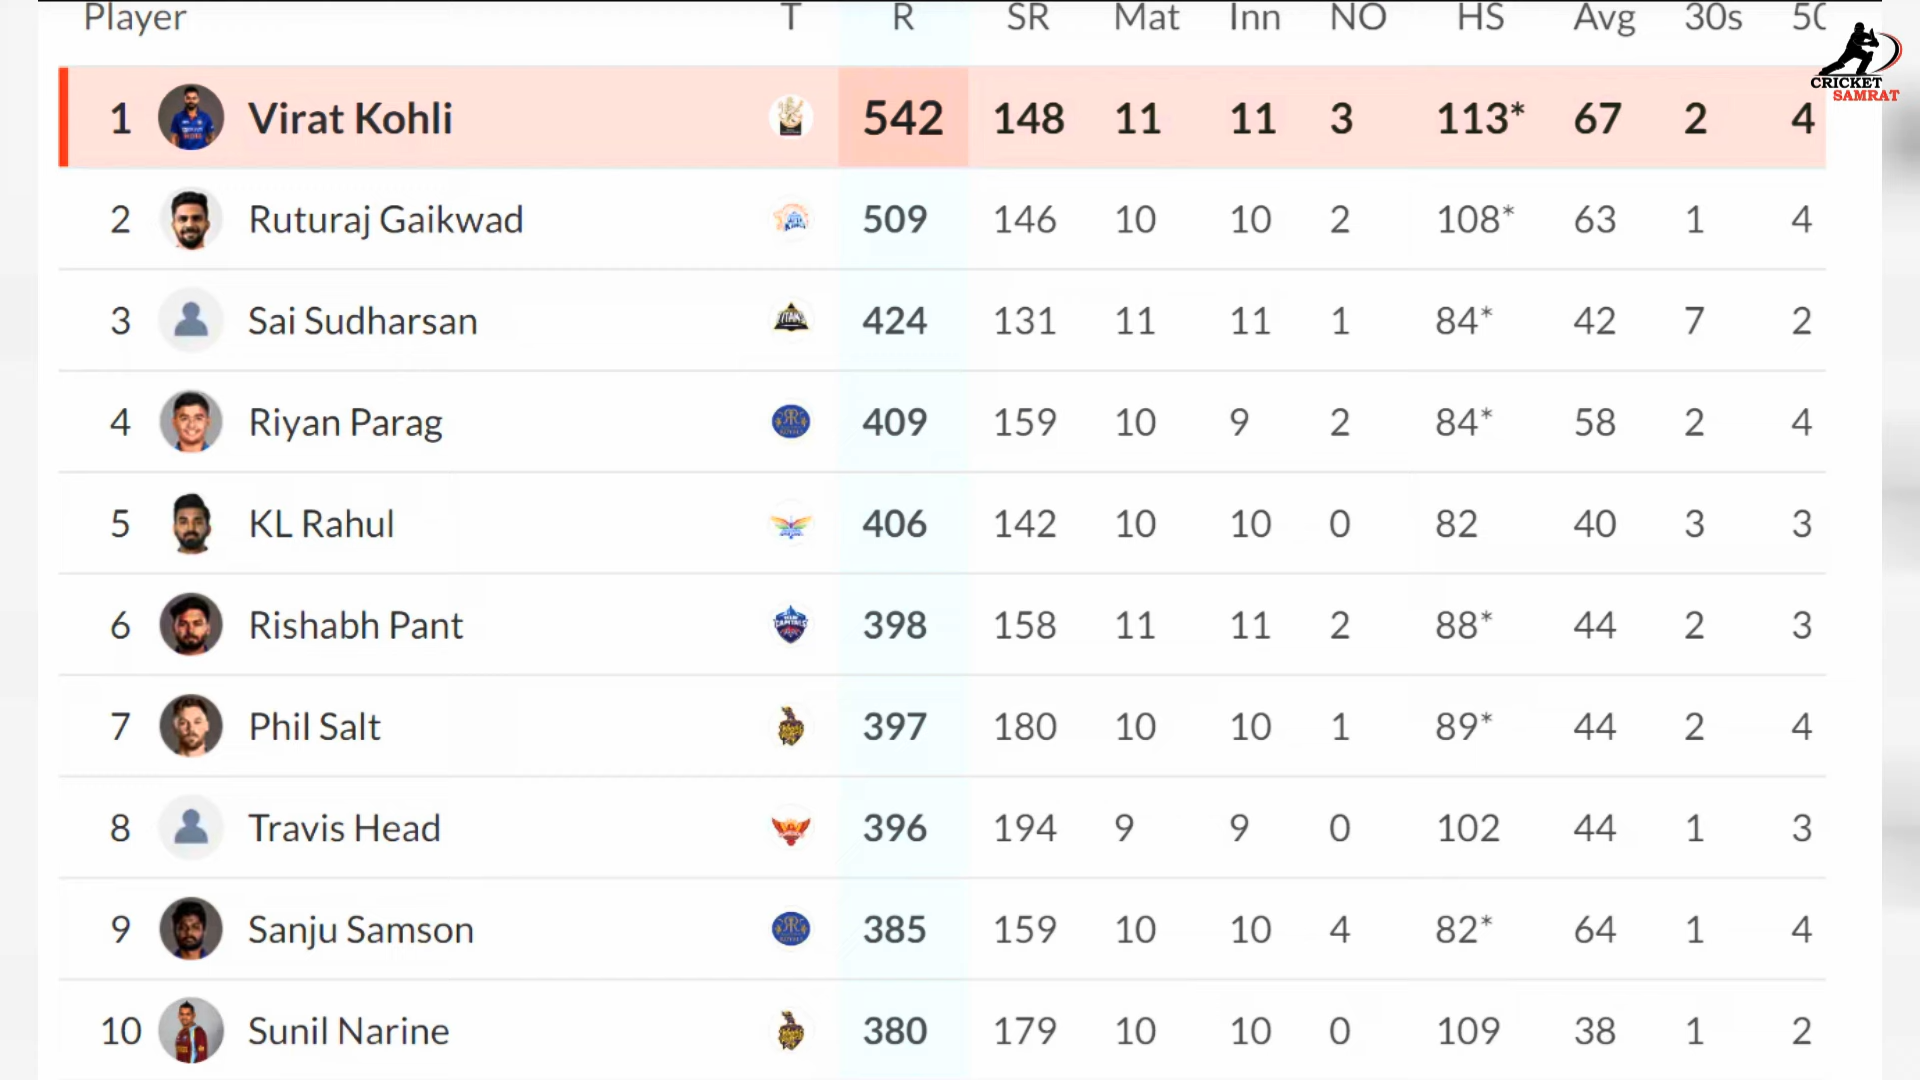 Player T R SR Mat Inn NO HS Avg 30s 50
CRICKET
SAMRAT
1 Virat Kohli 542 148 11 11 3 113* 67 2 4
2 Ruturaj Gaikwad 509 146 10 10 2 108* 63 1 4
3 Sai Sudharsan 424 131 11 11 1 84* 42 7 2
4 Riyan Parag 409 159 10 9 2 84* 58 2 4
5 KL Rahul 406 142 10 10 0 82 40 3 3
6 Rishabh Pant 398 158 11 11 2 88* 44 2 3
7 Phil Salt 397 180 10 10 1 89* 44 2 4
8 Travis Head 396 194 9 9 0 102 44 1 3
9 Sanju Samson 385 159 10 10 4 82* 64 1 4
10 Sunil Narine 380 179 10 10 0 109 38 1 2